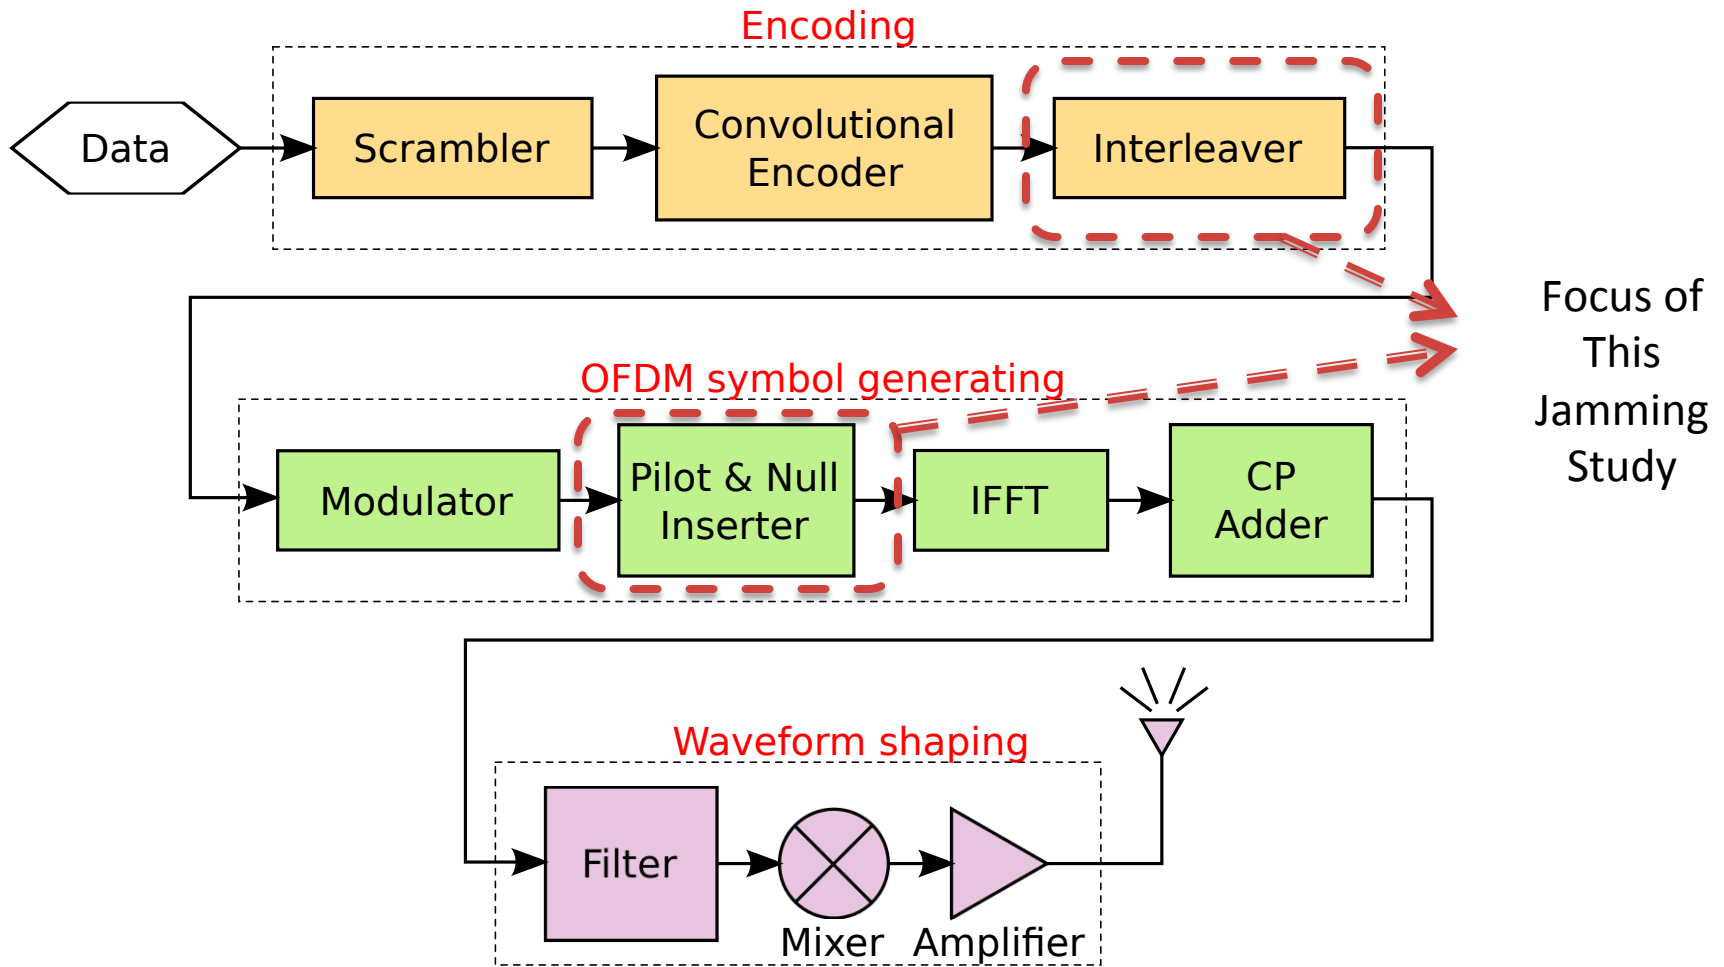 Encoding
Data
Scrambler
Convolutional
Encoder
Interleaver
Focus of
This
Jamming
Study
OFDM symbol generating
Modulator
Pilot & Null
Inserter
IFFT
CP
Adder
Waveform shaping
Filter
Mixer
Amplifier